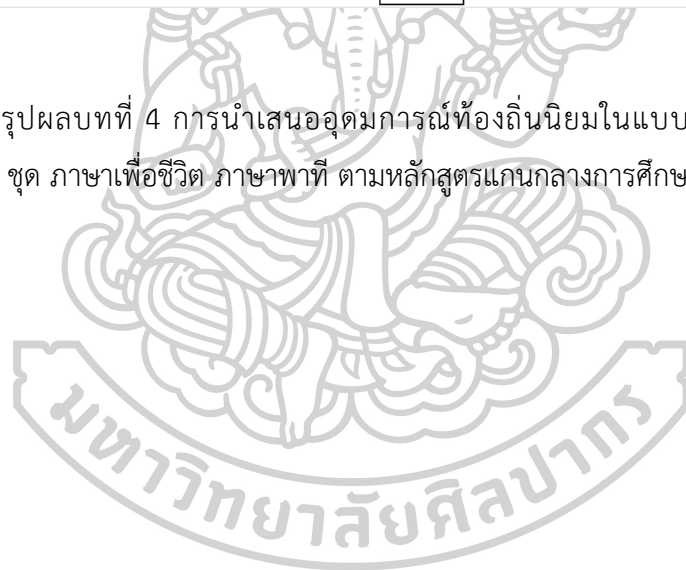 รุปผลบทที่ 4 การนำเสนออุดมการณ์ท้องถิ่นนิยมในแบบ
ชุด ภาษาเพื่อชีวิต ภาษาพาที ตามหลักสูตรแกนกลางการศึกษ
มหาวิทยาลัยศิลปากร